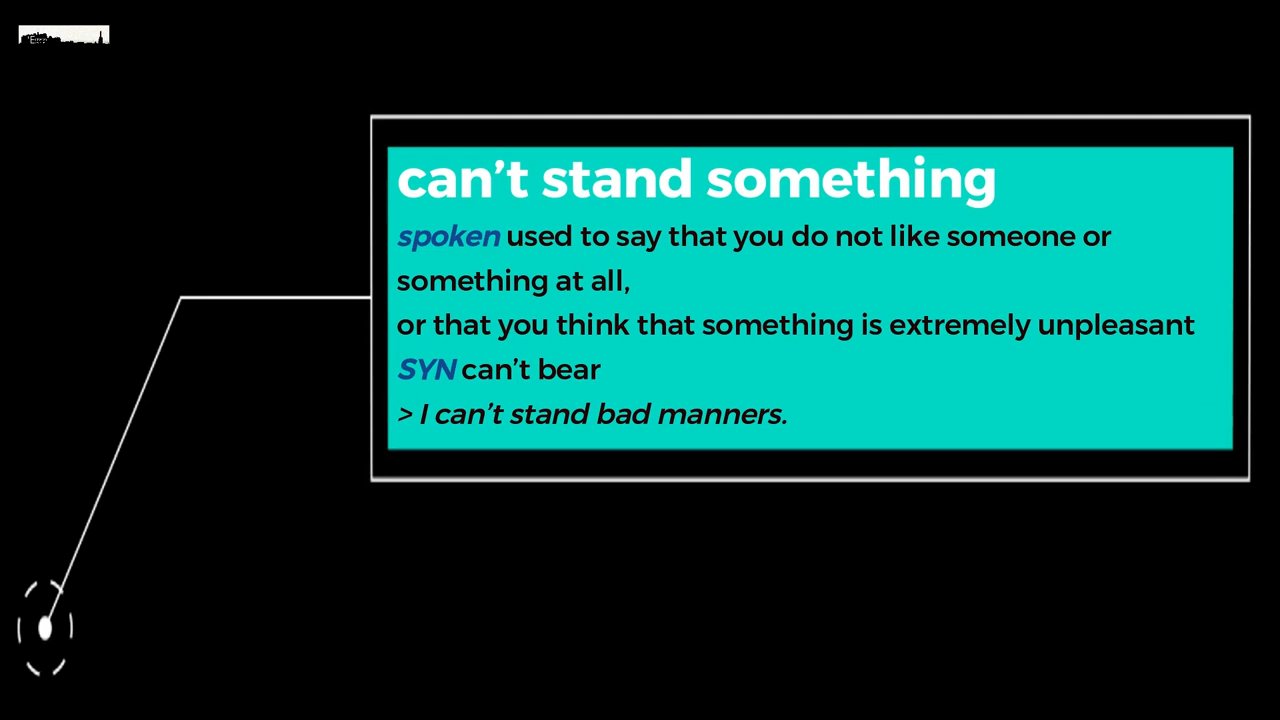 can’t stand something
spoken used to say that you do not like someone or
something at all,
or that you think that something is extremely unpleasant
SYN can’t bear
> I can’t stand bad manners.